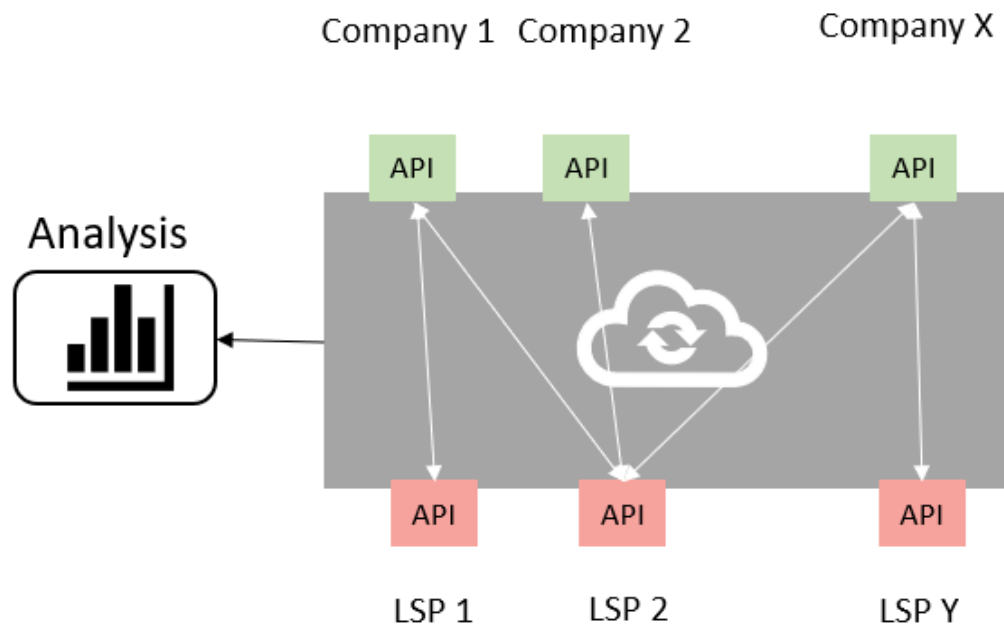 Company 1 Company 2 Company X
API API API
Analysis
API API API
LSP 1 LSP 2 LSP Y